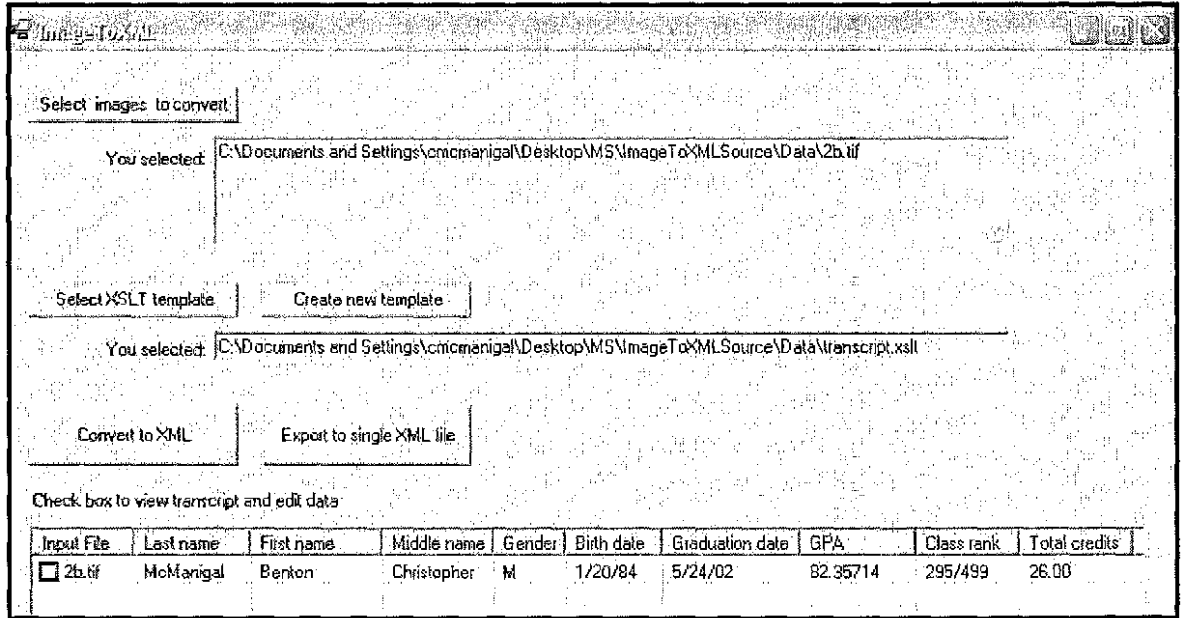 ImageToXML
Select images to convert
You selected: C:\Documents and Settings\cmcmanigal\Desktop\MS\ImageToXMLSource\Data\2b.tif
Select XSLT template Create new template
You selected: C:\Documents and Settings\cmcmanigal\Desktop\MS\ImageToXMLSource\Data\transcript.xslt
Convert to XML Export to single XML file
Check box to view transcript and edit data
Input File Last name First name Middle name Gender Birth date Graduation date GPA Class rank Total credits
2b.tif McManigal Benton Christopher M 1/20/84 5/24/02 82.35714 295/499 26.00